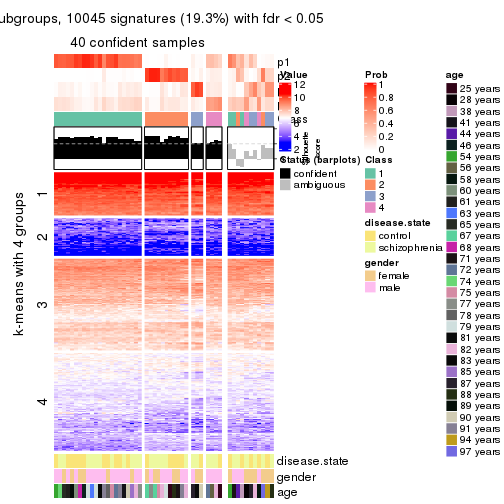 ubgroups, 10045 signatures (19.3%) with fdr < 0.05
40 confident samples
p1
p2
Value
12
10
8
6
4
2
Prob
1
0.8
0.6
0.4
0.2
0
Status (barplots)
confident
ambiguous
Class
1
2
3
4
disease.state
control
schizophrenia
gender
female
male
age
25 years
28 years
38 years
41 years
44 years
46 years
54 years
56 years
58 years
60 years
61 years
63 years
65 years
67 years
68 years
71 years
72 years
74 years
75 years
77 years
78 years
79 years
81 years
82 years
83 years
85 years
87 years
88 years
89 years
90 years
91 years
94 years
97 years
k-means with 4 groups
1
2
3
4
disease.state
gender
age